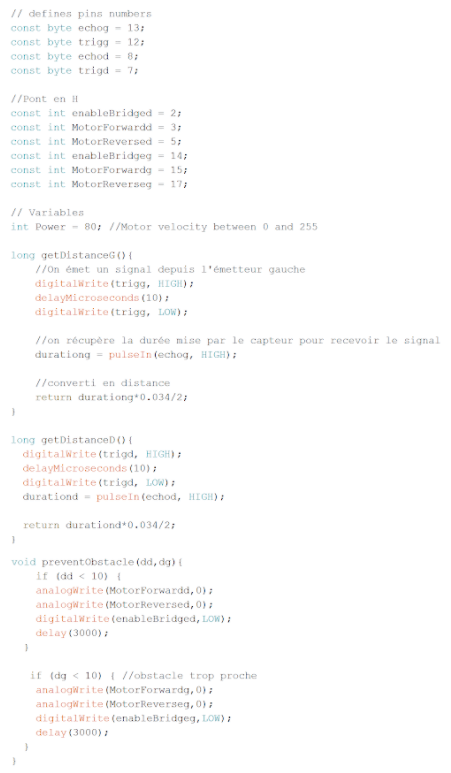 // defines pins numbers
const byte echog = 13;
const byte trigg = 12;
const byte echod = 8;
const byte trigd = 7;

//Pont en H
const int enableBridged = 2;
const int MotorForwardd = 3;
const int MotorReversed = 5;
const int enableBridgeg = 14;
const int MotorForwardg = 15;
const int MotorReverseg = 17;

// Variables
int Power = 80; //Motor velocity between 0 and 255

long getDistanceG(){
    //On émet un signal depuis l'émetteur gauche
    digitalWrite(trigg, HIGH);
    delayMicroseconds(10);
    digitalWrite(trigg, LOW);

    //on récupère la durée mise par le capteur pour recevoir le signal
    durationg = pulseIn(echog, HIGH);

    //converti en distance
    return durationg*0.034/2;
}

long getDistanceD(){
  digitalWrite(trigd, HIGH);
  delayMicroseconds(10);
  digitalWrite(trigd, LOW);
  durationd = pulseIn(echod, HIGH);

  return durationd*0.034/2;
}
void preventObstacle(dd,dg){
    if (dd < 10) {
    analogWrite(MotorForwardd,0);
    analogWrite(MotorReversed,0);
    digitalWrite(enableBridged,LOW);
    delay(3000);
  }

   if (dg < 10) { //obstacle trop proche
    analogWrite(MotorForwardg,0);
    analogWrite(MotorReverseg,0);
    digitalWrite(enableBridgeg,LOW);
    delay(3000);
  }
}